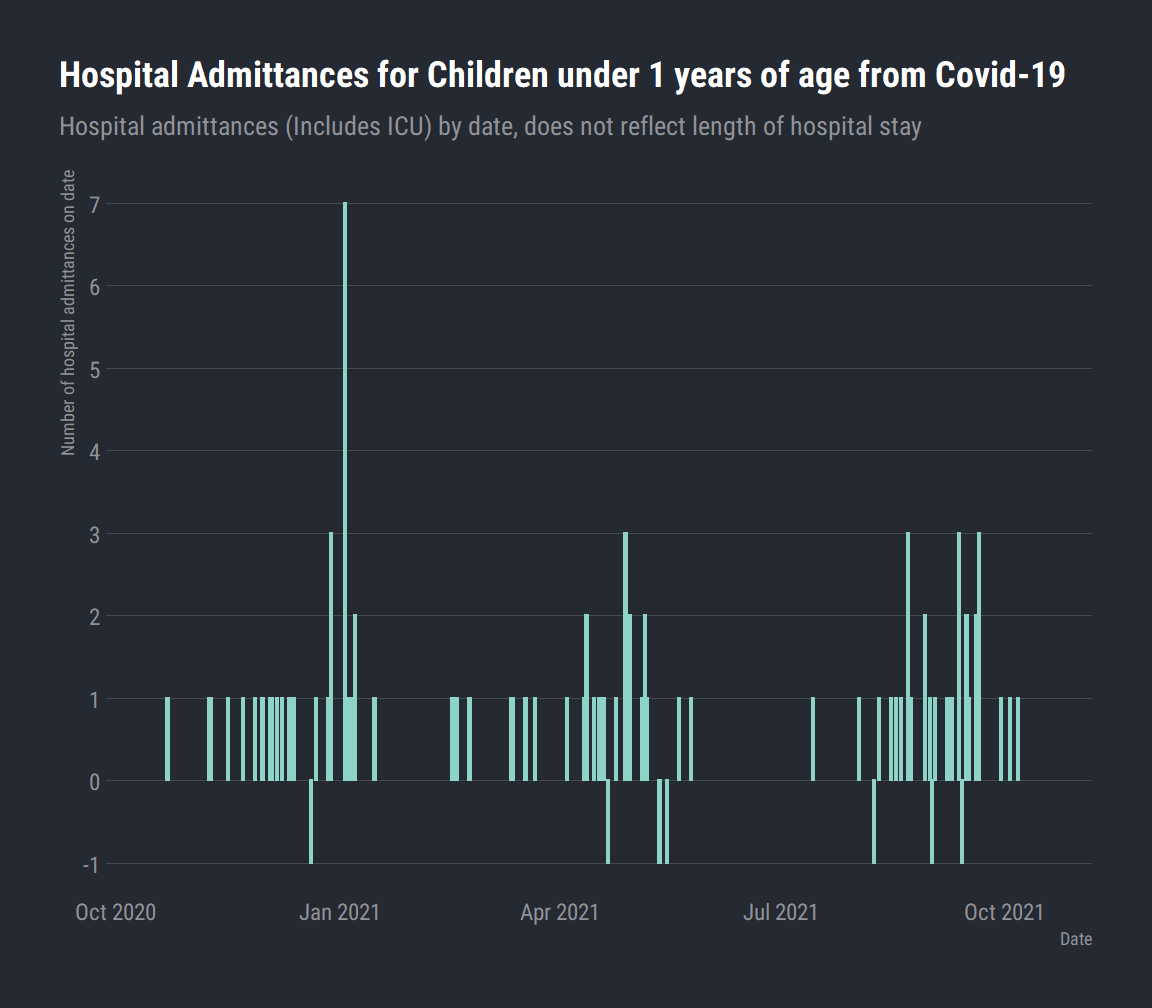 Hospital Admittances for Children under 1 years of age from Covid-19
Hospital admittances (Includes ICU) by date, does not reflect length of hospital stay
Number of hospital admittances on date
7
6
5
4
3
2
1
0
-1
Oct 2020 Jan 2021 Apr 2021 Jul 2021 Oct 2021
Date